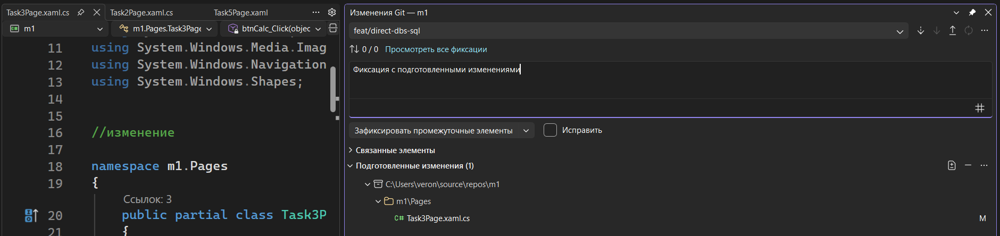 Task3Page.xaml.cs Task2Page.xaml.cs Task5Page.xaml
m1 m1.Pages.Task3Page btnCalc_Click(objec
11 using System.Windows.Media.Imag
12 using System.Windows.Navigation
13 using System.Windows.Shapes;
14
15
16 //изменение
17
18 namespace m1.Pages
19 {
Ссылок: 3
20 public partial class Task3P
21 {
Изменения Git — m1
feat/direct-dbs-sql
0 / 0 Просмотреть все фиксации
Фиксация с подготовленными изменениями
Зафиксировать промежуточные элементы Исправить
Связанные элементы
Подготовленные изменения (1)
C:\Users\veron\source\repos\m1
m1\Pages
C# Task3Page.xaml.cs M